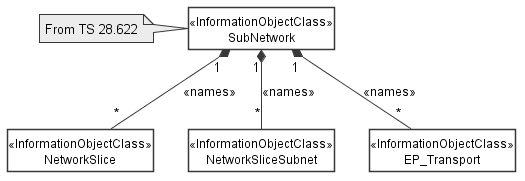 From TS 28.622
«InformationObjectClass»
SubNetwork
1
1
1
«names»
«names»
«names»
*
*
*
«InformationObjectClass»
NetworkSlice
«InformationObjectClass»
NetworkSliceSubnet
«InformationObjectClass»
EP_Transport